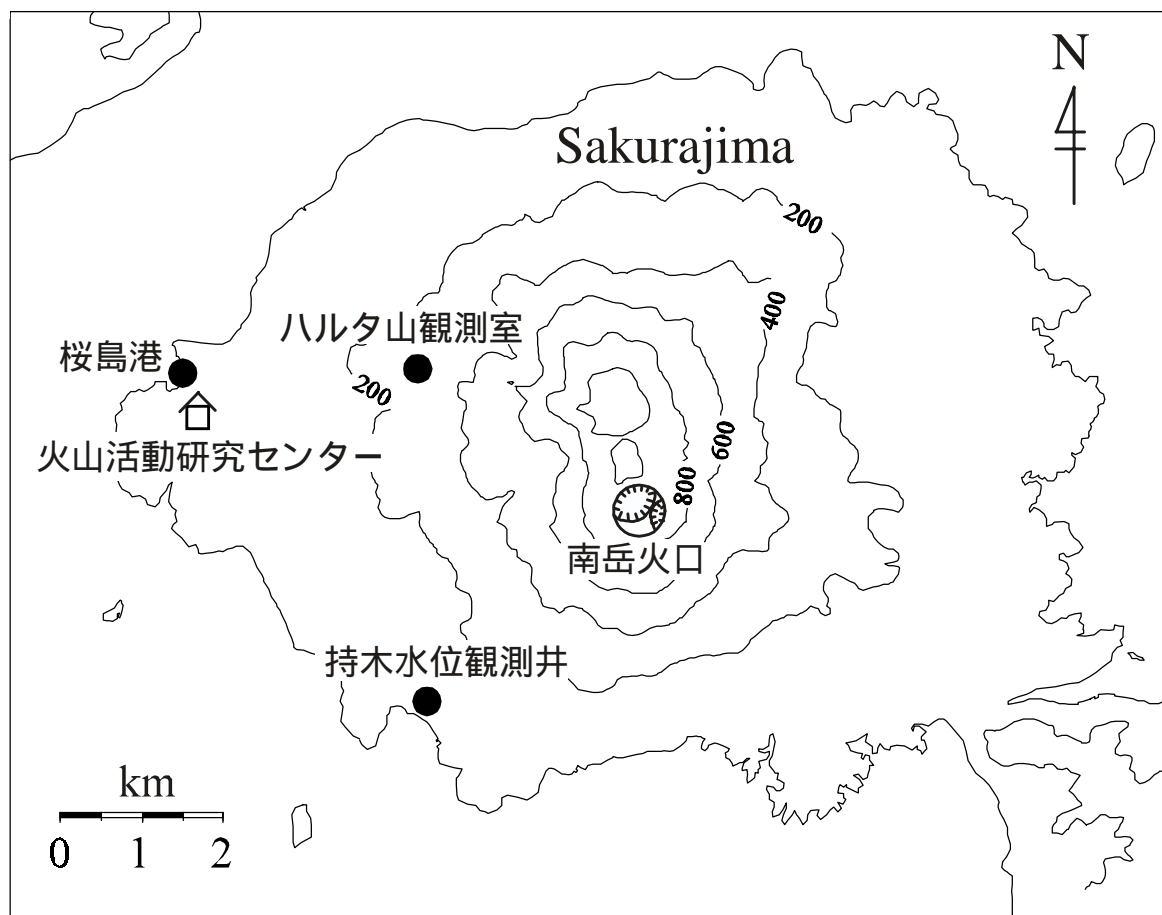 N
Sakurajima
200
400
ハルタ山観測室
桜島港
200
火山活動研究センター
600
800
南岳火口
持木水位観測井
km
0 1 2